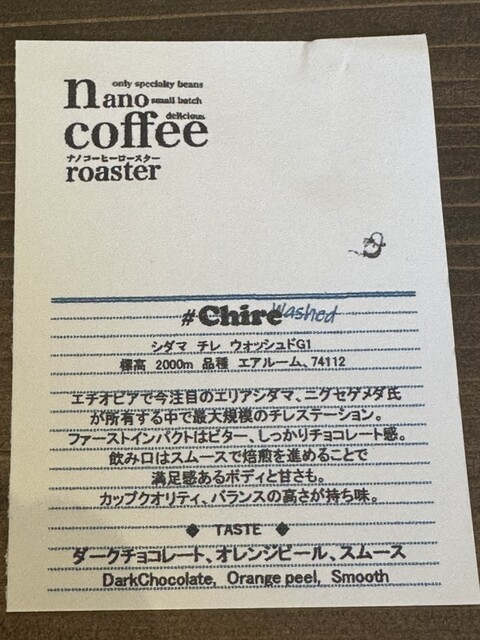 only specialty beans
nano small batch
delicious
coffee
ナノコーヒーロースター
roaster
#Chire Washed
シダマ チレ ウォッシュドG1
標高 2000m 品種 エアルーム、74112
エチオピアで今注目のエリアシダマ、ニグセゲメダ氏
が所有する中で最大規模のチレステーション。
ファーストインパクトはビター、しっかりチョコレート感。
飲み口はスムースで焙煎を進めることで
満足感あるボディと甘さも。
カップクオリティ、バランスの高さが持ち味。
◆ TASTE ◆
ダークチョコレート、オレンジピール、スムース
DarkChocolate, Orange peel, Smooth